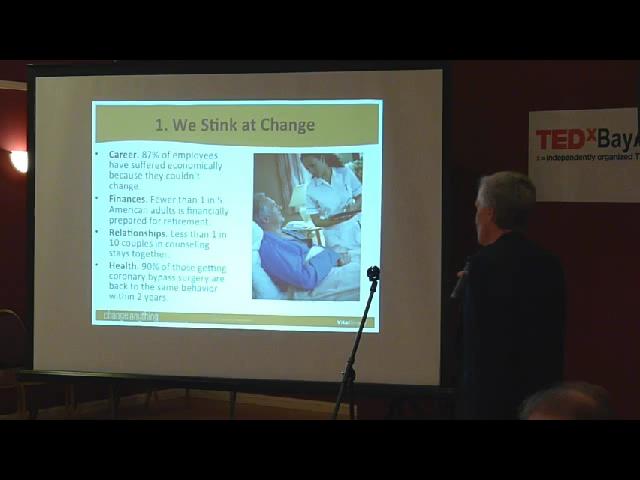 1. We Stink at Change
• Career. 87% of employees
have suffered economically
because they couldn't
change.
• Finances. Fewer than 1 in 5
American adults is financially
prepared for retirement.
• Relationships. Less than 1 in
10 couples in counseling
stays together.
• Health. 90% of those getting
coronary bypass surgery are
back to the same behavior
within 2 years.
changeanything
TEDxBayA
x = independently organized T